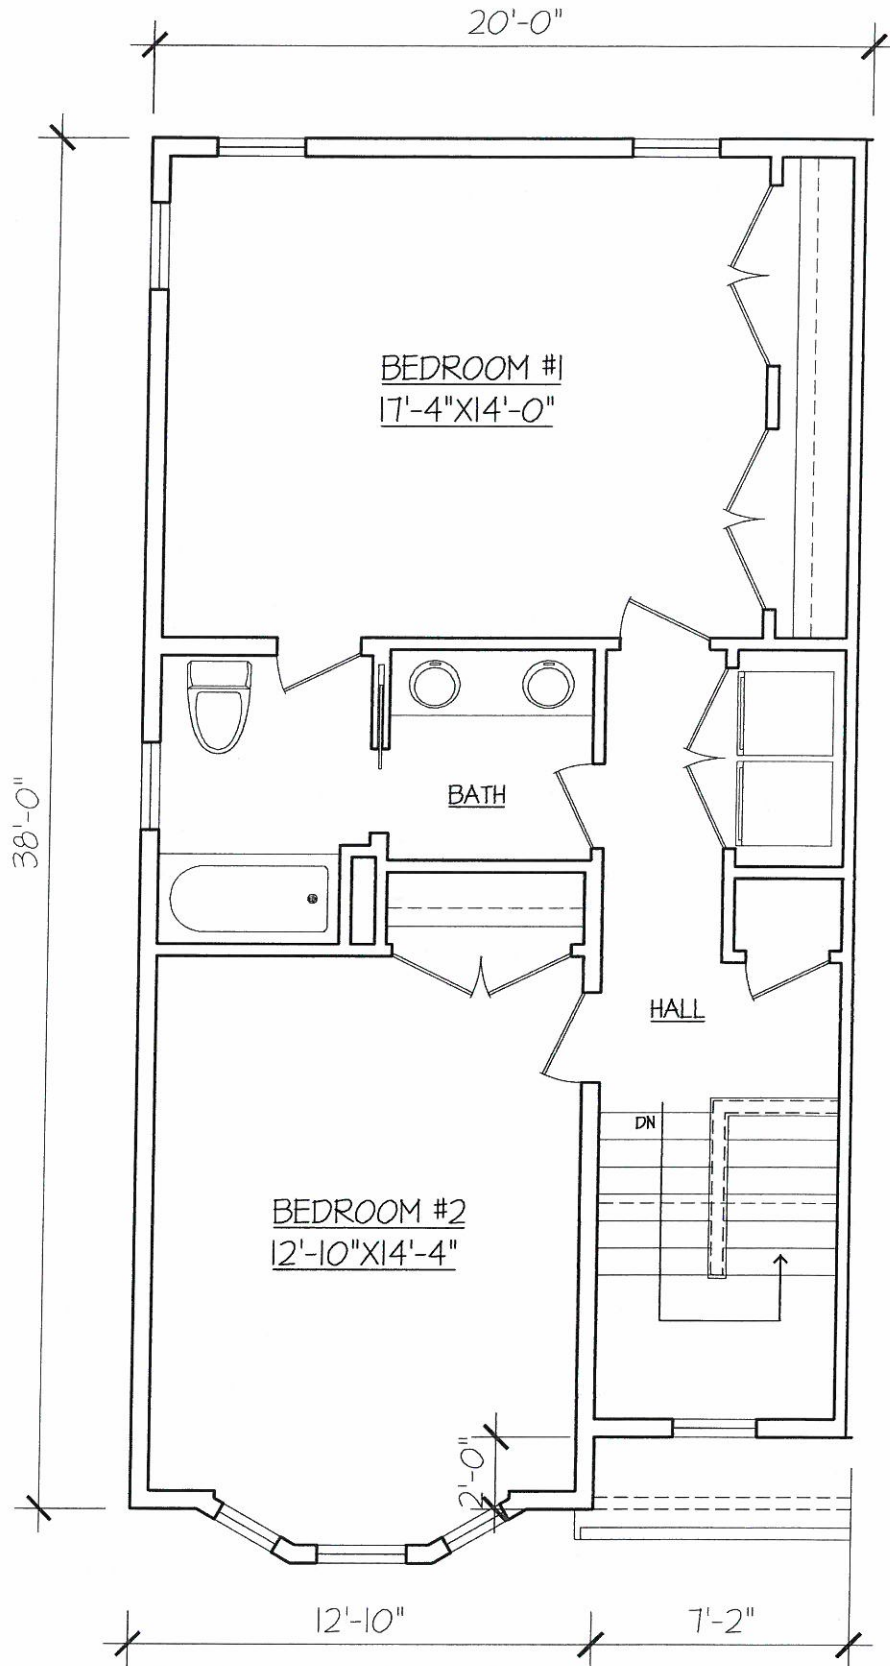 20'-0"
BEDROOM #1
17'-4"X14'-0"
38'-0"
BATH
HALL
DN
BEDROOM #2
12'-10"X14'-4"
2'-0"
12'-10"
7'-2"